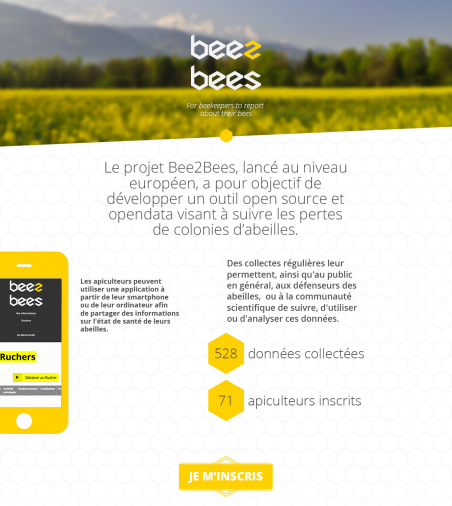 bee2
bees
For beekeepers to report
about their bees
Le projet Bee2Bees, lancé au niveau
européen, a pour objectif de
développer un outil open source et
opendata visant à suivre les pertes
de colonies d'abeilles.
bee2
bees
Ruchers
Ruchers
Déclarer un Rucher
Les apiculteurs peuvent
utiliser une application à
partir de leur smartphone
ou de leur ordinateur afin
de partager des informations
sur l'état de santé de leurs
abeilles.
Des collectes régulières leur
permettent, ainsi qu'au public
en général, aux défenseurs des
abeilles, ou à la communauté
scientifique de suivre, d'utiliser
ou d'analyser ces données.
528 données collectées
71 apiculteurs inscrits
JE M'INSCRIS